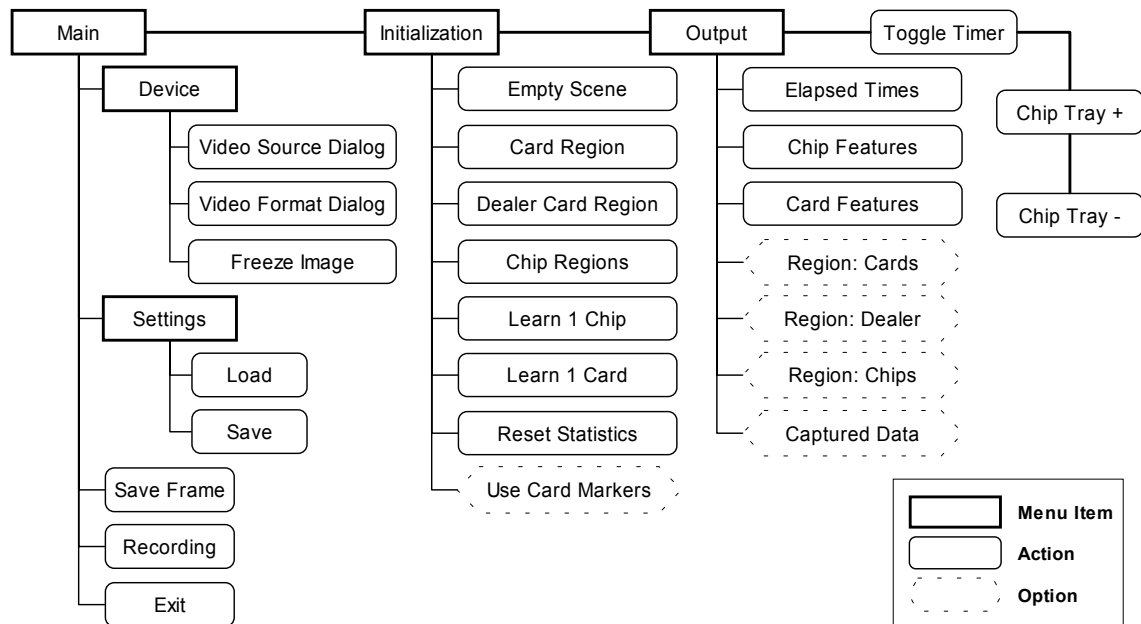 Main
Initialization
Output
Toggle Timer
Device
Empty Scene
Elapsed Times
Chip Tray +
Video Source Dialog
Card Region
Chip Features
Video Format Dialog
Dealer Card Region
Card Features
Chip Tray -
Freeze Image
Chip Regions
Region: Cards
Settings
Learn 1 Chip
Region: Dealer
Load
Learn 1 Card
Region: Chips
Save
Reset Statistics
Captured Data
Save Frame
Use Card Markers
Recording
Exit
Menu Item
Action
Option